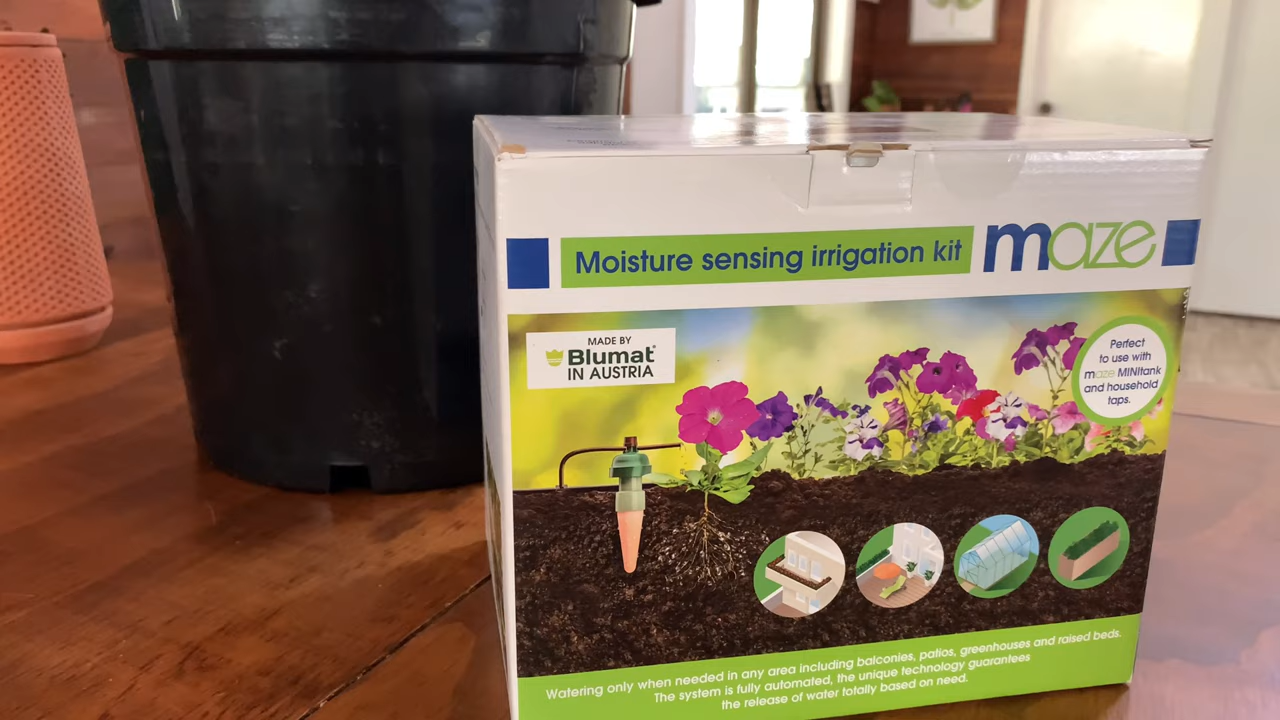 Moisture sensing irrigation kit
maze
MADE BY
Blumat
IN AUSTRIA
Perfect
to use with
maze MINItank
and household
taps.
Watering only when needed in any area including balconies, patios, greenhouses and raised beds.
The system is fully automated, the unique technology guarantees
the release of water totally based on need.